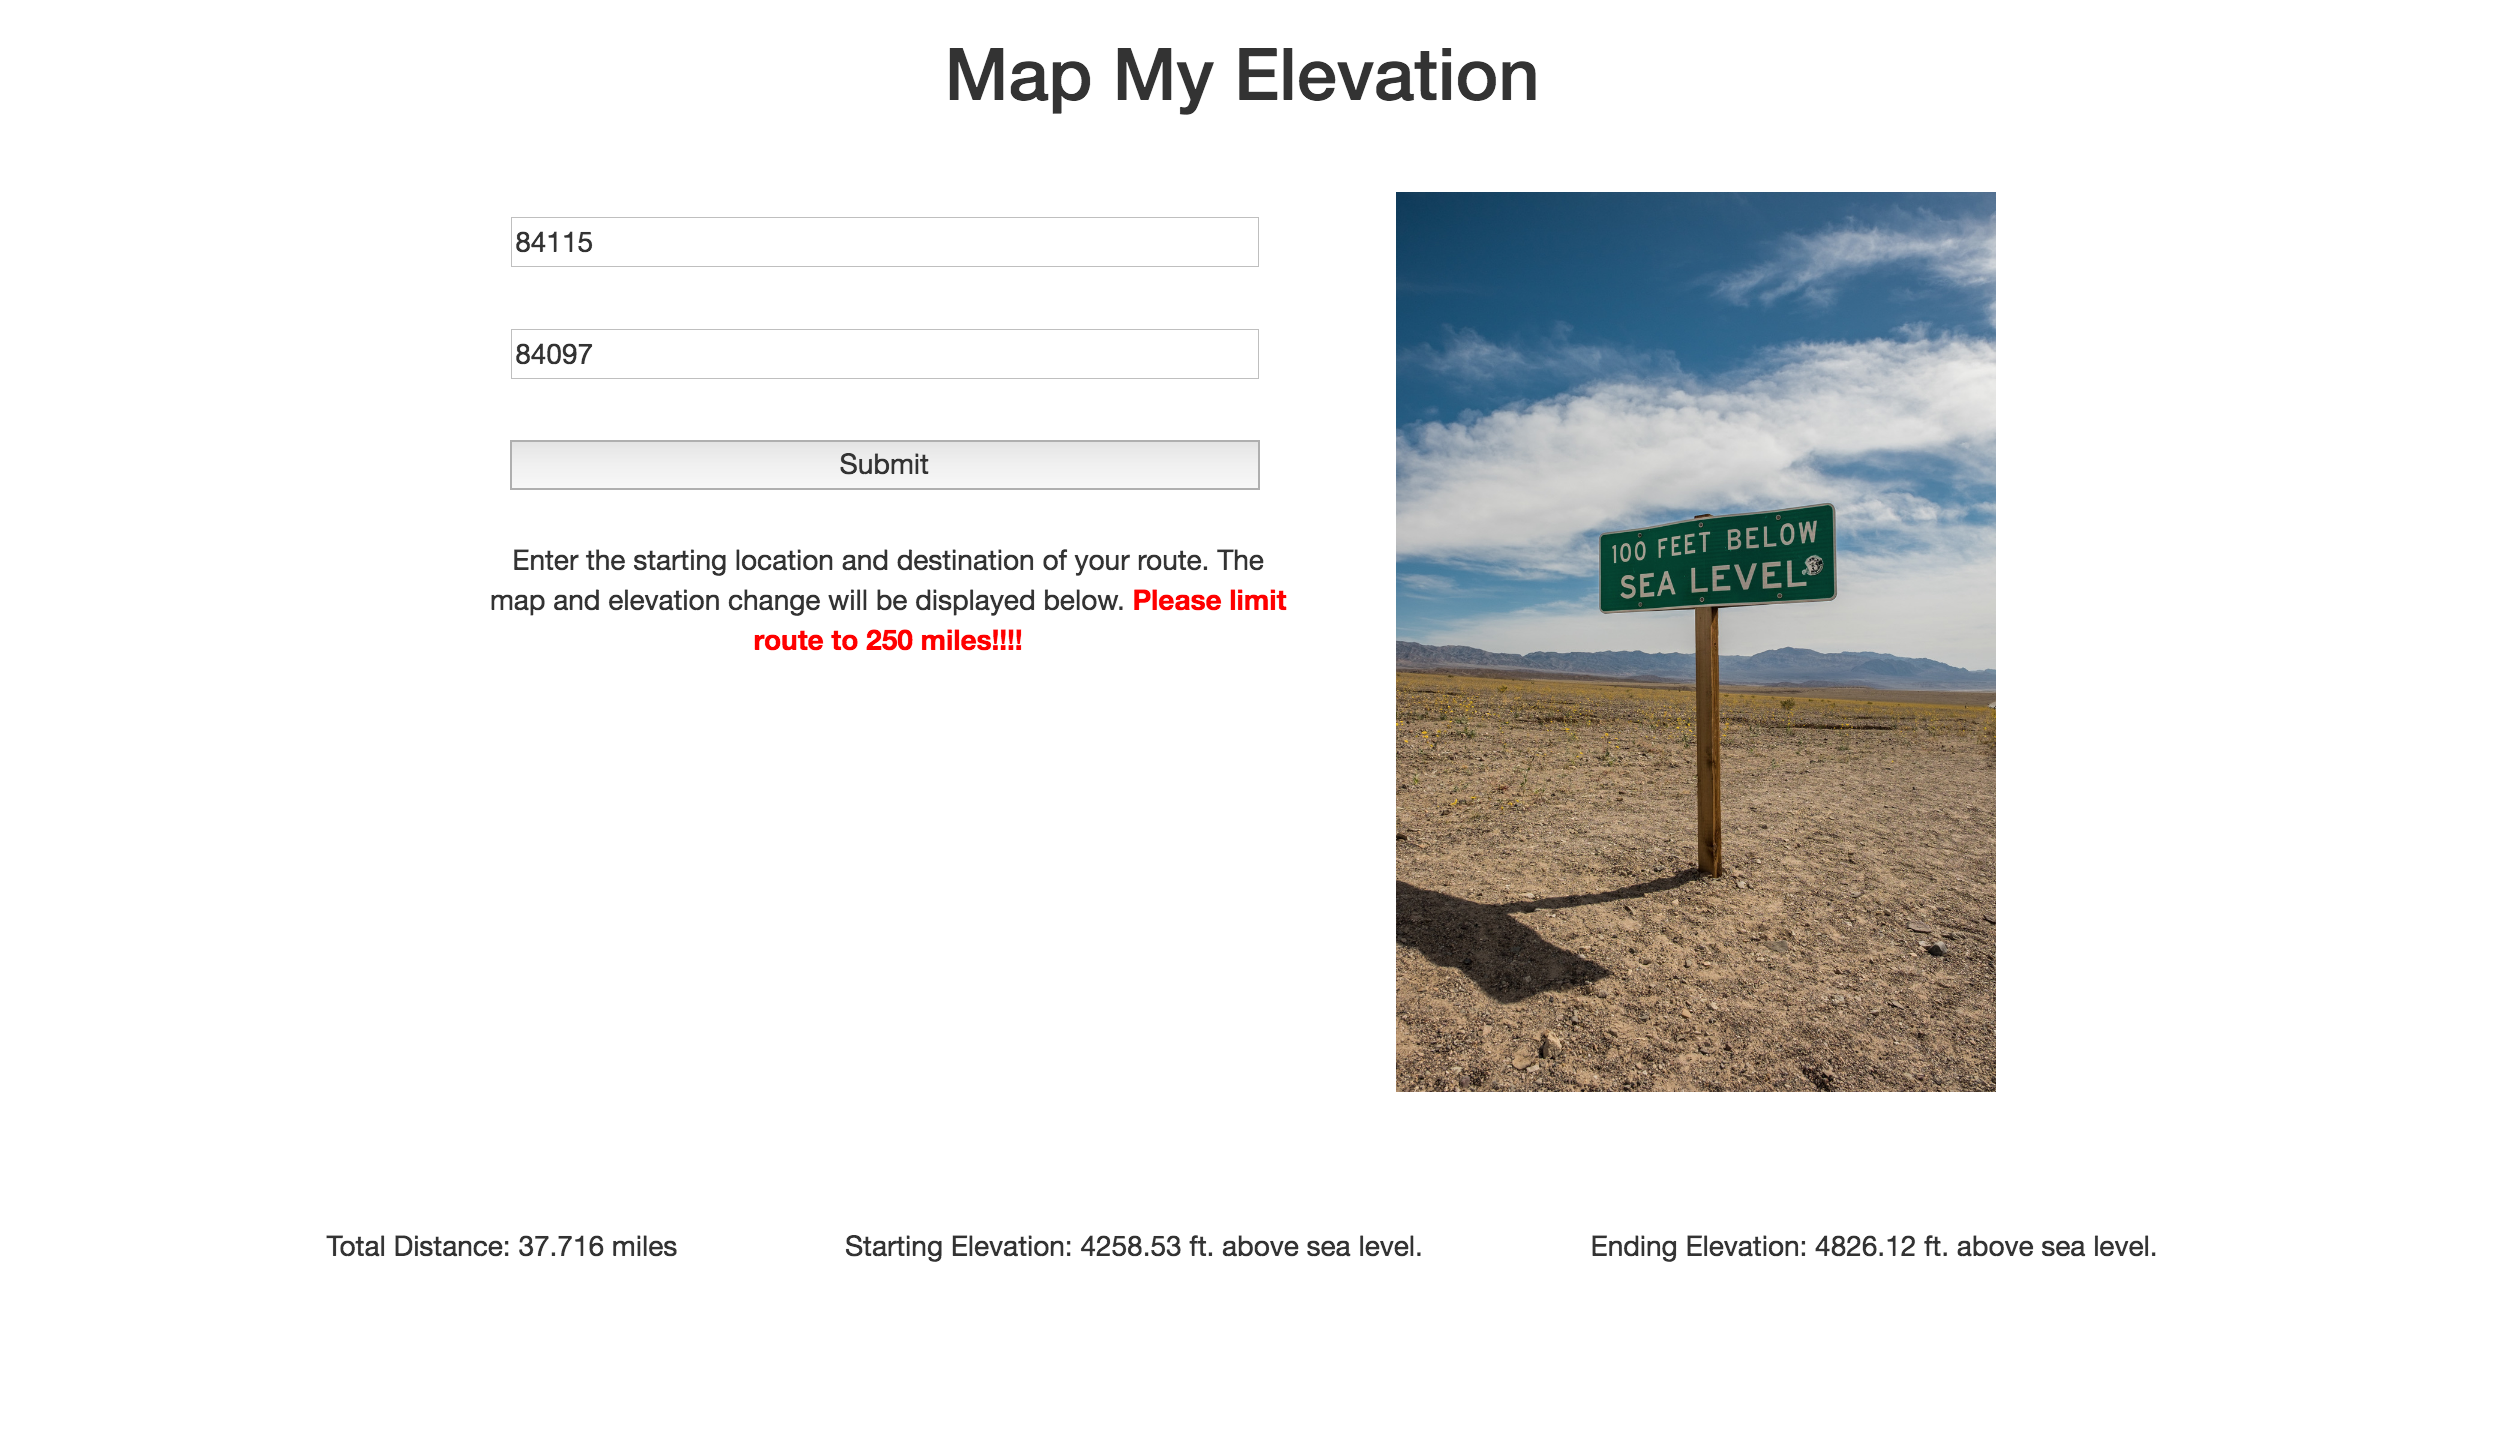 Map My Elevation
84115
84097
Submit
Enter the starting location and destination of your route. The
map and elevation change will be displayed below. Please limit
route to 250 miles!!!!
100 FEET BELOW
SEA LEVEL
Total Distance: 37.716 miles
Starting Elevation: 4258.53 ft. above sea level.
Ending Elevation: 4826.12 ft. above sea level.